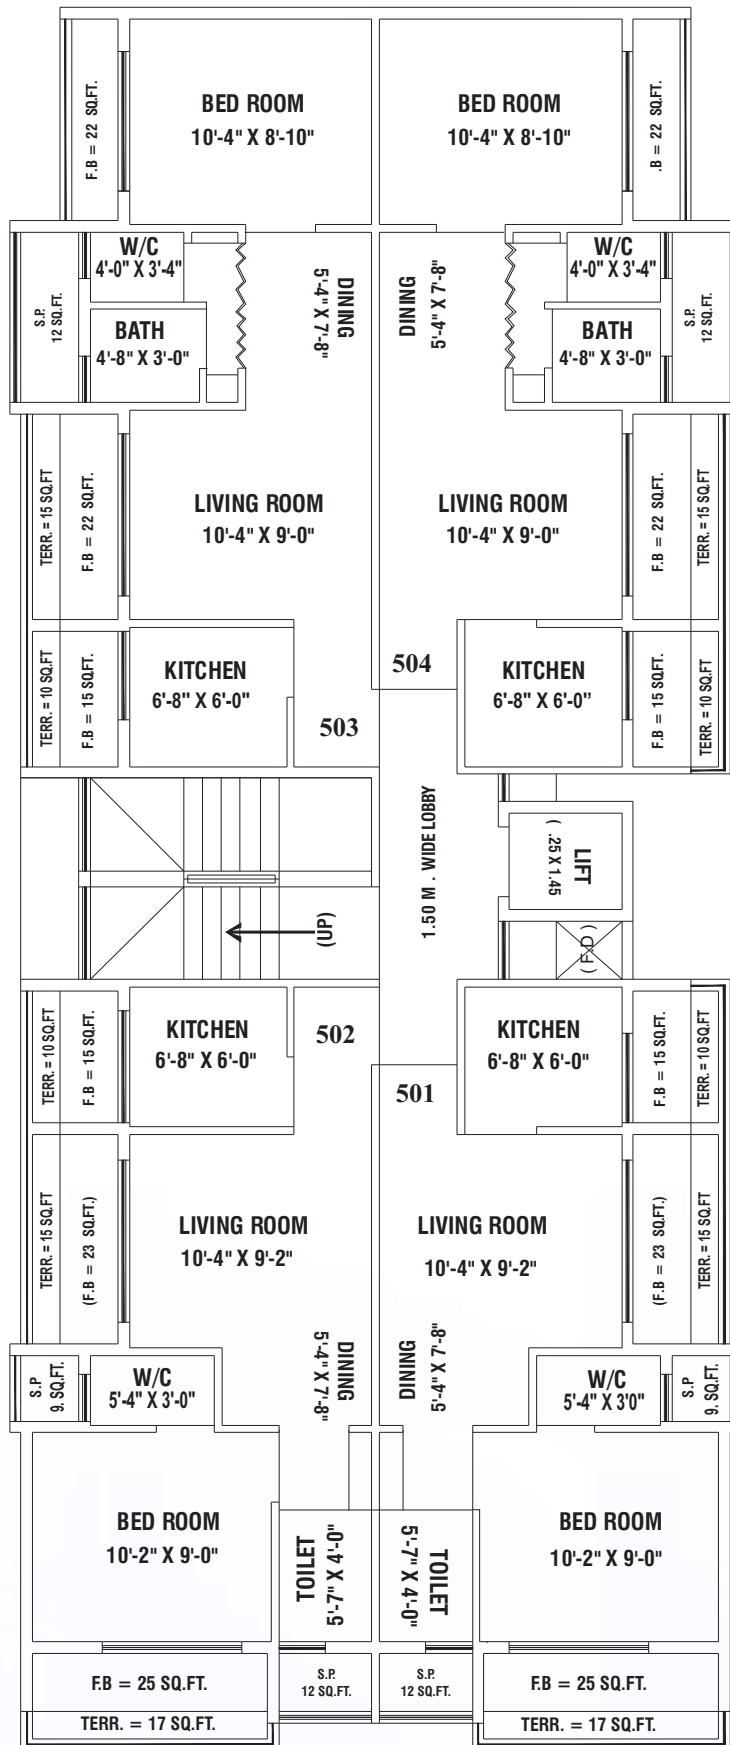 BED ROOM
10'-4" X 8'-10"
BED ROOM
10'-4" X 8'-10"
F.B = 22 SQ.FT.
.B = 22 SQ.FT.
W/C
4'-0" X 3'-4"
W/C
4'-0" X 3'-4"
S.P.
12 SQ.FT.
DINING
5'-4" X 7'-8"
DINING
5'-4" X 7'-8"
S.P.
12 SQ.FT.
BATH
4'-8" X 3'-0"
BATH
4'-8" X 3'-0"
TERR. = 15 SQ.FT
F.B = 22 SQ.FT.
LIVING ROOM
10'-4" X 9'-0"
LIVING ROOM
10'-4" X 9'-0"
F.B = 22 SQ.FT.
TERR. = 15 SQ.FT
TERR. = 10 SQ.FT
F.B = 15 SQ.FT.
KITCHEN
6'-8" X 6'-0"
503
504
KITCHEN
6'-8" X 6'-0”
F.B = 15 SQ.FT.
TERR. = 10 SQ.FT
1.50 M . WIDE LOBBY
LIFT
( .25 X 1.45
(UP)
( F.D )
TERR. = 10 SQ.FT
F.B = 15 SQ.FT.
KITCHEN
6'-8" X 6'-0"
502
501
KITCHEN
6'-8" X 6'-0"
F.B = 15 SQ.FT.
TERR. = 10 SQ.FT
TERR. = 15 SQ.FT
(F.B = 23 SQ.FT.)
LIVING ROOM
10'-4" X 9'-2"
LIVING ROOM
10'-4" X 9'-2"
(F.B = 23 SQ.FT.)
TERR. = 15 SQ.FT
DINING
5'-4" X 7'-8"
DINING
5'-4" X 7'-8"
S.P
9. SQ.FT.
W/C
5'-4" X 3'-0"
W/C
5'-4" X 3'0"
S.P
9. SQ.FT.
BED ROOM
10'-2" X 9'-0"
TOILET
5'-7" X 4'-0"
TOILET
5'-7" X 4'-0"
BED ROOM
10'-2" X 9'-0"
F.B = 25 SQ.FT.
S.P.
12 SQ.FT.
S.P.
12 SQ.FT.
F.B = 25 SQ.FT.
TERR. = 17 SQ.FT.
TERR. = 17 SQ.FT.